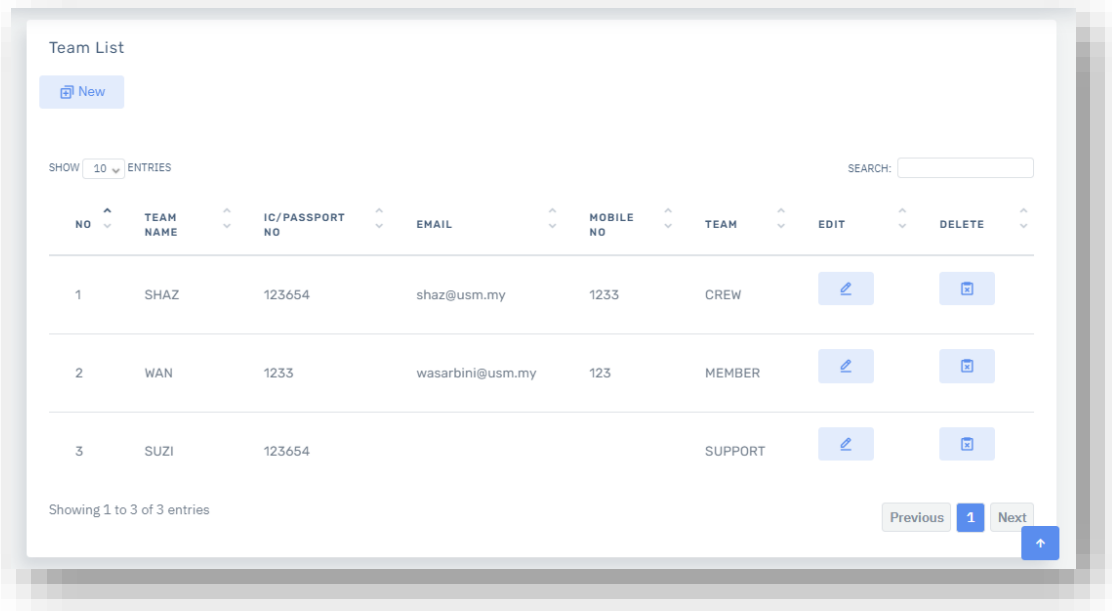 Team List
New
SHOW 10 ENTRIES
SEARCH:
NO TEAM NAME IC/PASSPORT NO EMAIL MOBILE NO TEAM EDIT DELETE
1 SHAZ 123654 shaz@usm.my 1233 CREW
2 WAN 1233 wasarbini@usm.my 123 MEMBER
3 SUZI 123654 SUPPORT
Showing 1 to 3 of 3 entries
Previous 1 Next